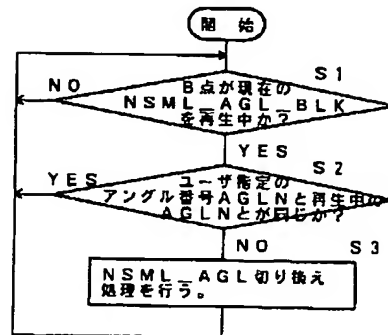 開 始
S1
NO
B点が現在の
NSML_AGL_BLK
を再生中か?
YES
S2
YES
ユーザ指定の
アングル番号AGLNと再生中の
AGLNとが同じか?
NO
S3
NSML_AGL切り換え
処理を行う。